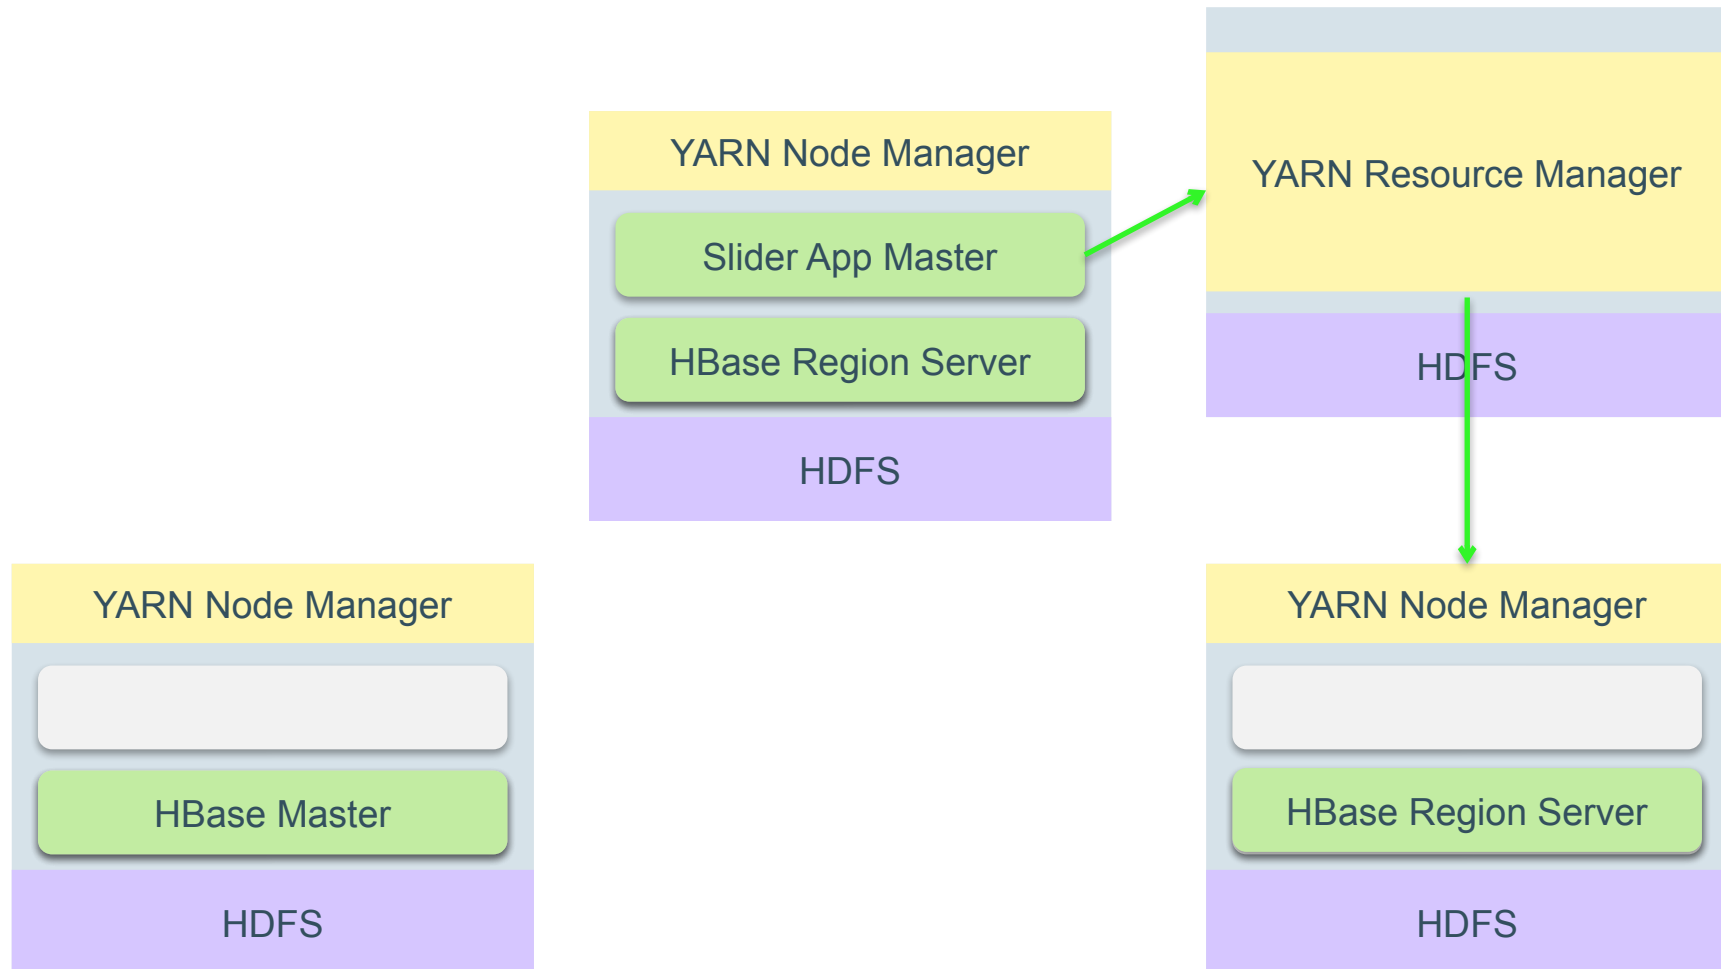 YARN Node Manager
Slider App Master
HBase Region Server
HDFS
YARN Resource Manager
HDFS
YARN Node Manager
HBase Master
HDFS
YARN Node Manager
HBase Region Server
HDFS